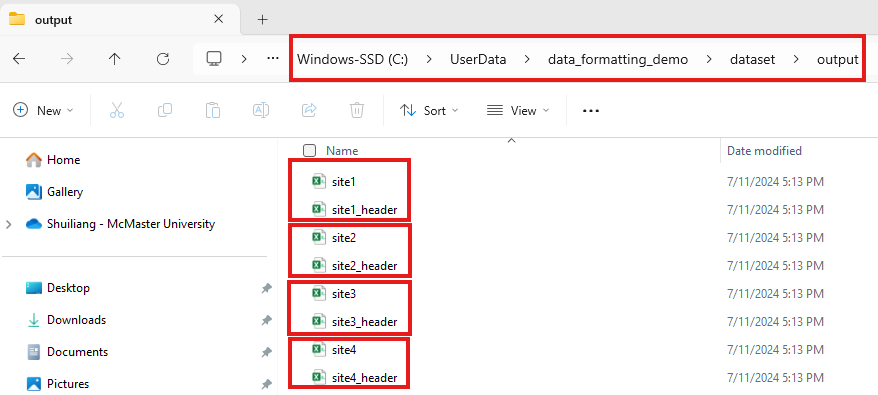 output
Windows-SSD (C:) > UserData > data_formatting_demo > dataset > output
New Sort View
Name Date modified
Home
Gallery
Shuiliang - McMaster University
Desktop
Downloads
Documents
Pictures
site1 7/11/2024 5:13 PM
site1_header 7/11/2024 5:13 PM
site2 7/11/2024 5:13 PM
site2_header 7/11/2024 5:13 PM
site3 7/11/2024 5:13 PM
site3_header 7/11/2024 5:13 PM
site4 7/11/2024 5:13 PM
site4_header 7/11/2024 5:13 PM